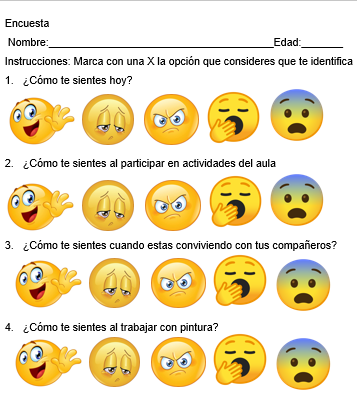 Encuesta
Nombre:________________________________________Edad:_______
Instrucciones: Marca con una X la opción que consideres que te identifica
1. ¿Cómo te sientes hoy?
2. ¿Cómo te sientes al participar en actividades del aula
3. ¿Cómo te sientes cuando estas conviviendo con tus compañeros?
4. ¿Cómo te sientes al trabajar con pintura?